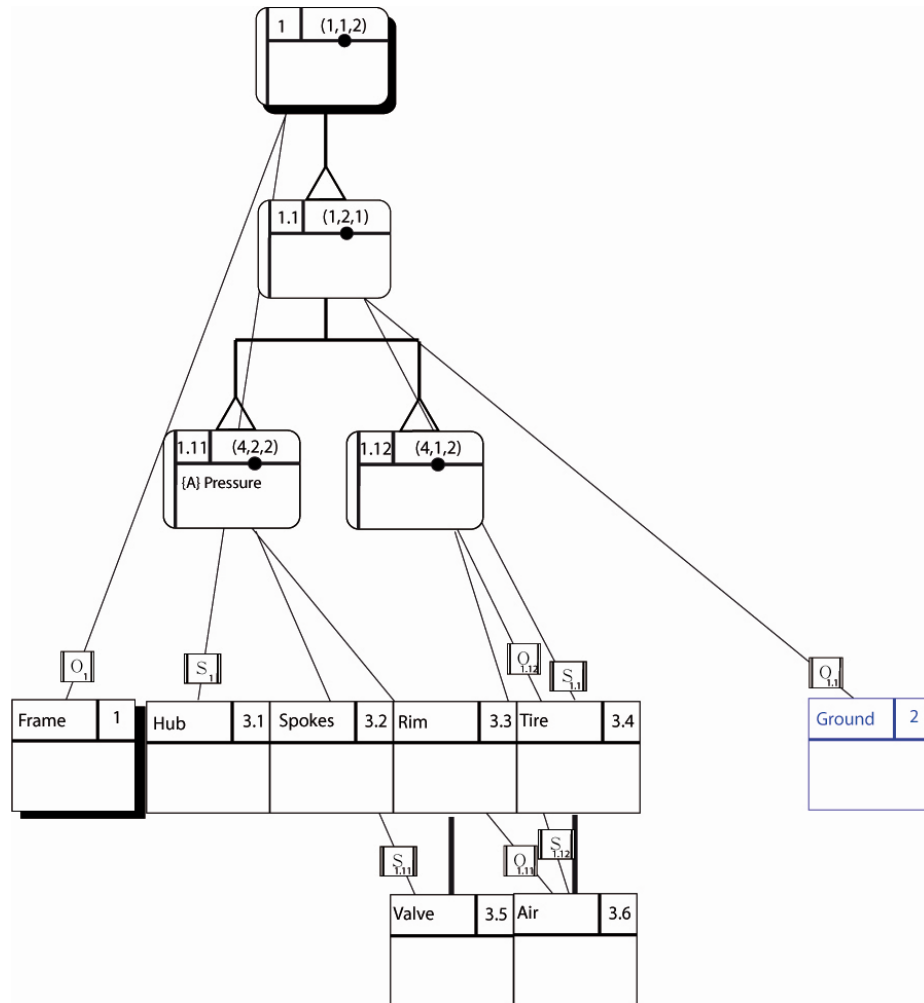 1 (1,1,2)
1.1 (1,2,1)
1.11 (4,2,2)
{A} Pressure
1.12 (4,1,2)
O1
S1
O1.12
S1.1
O1.1
Frame 1
Hub 3.1
Spokes 3.2
Rim 3.3
Tire 3.4
Ground 2
S1.11
O1.11
S1.12
Valve 3.5
Air 3.6